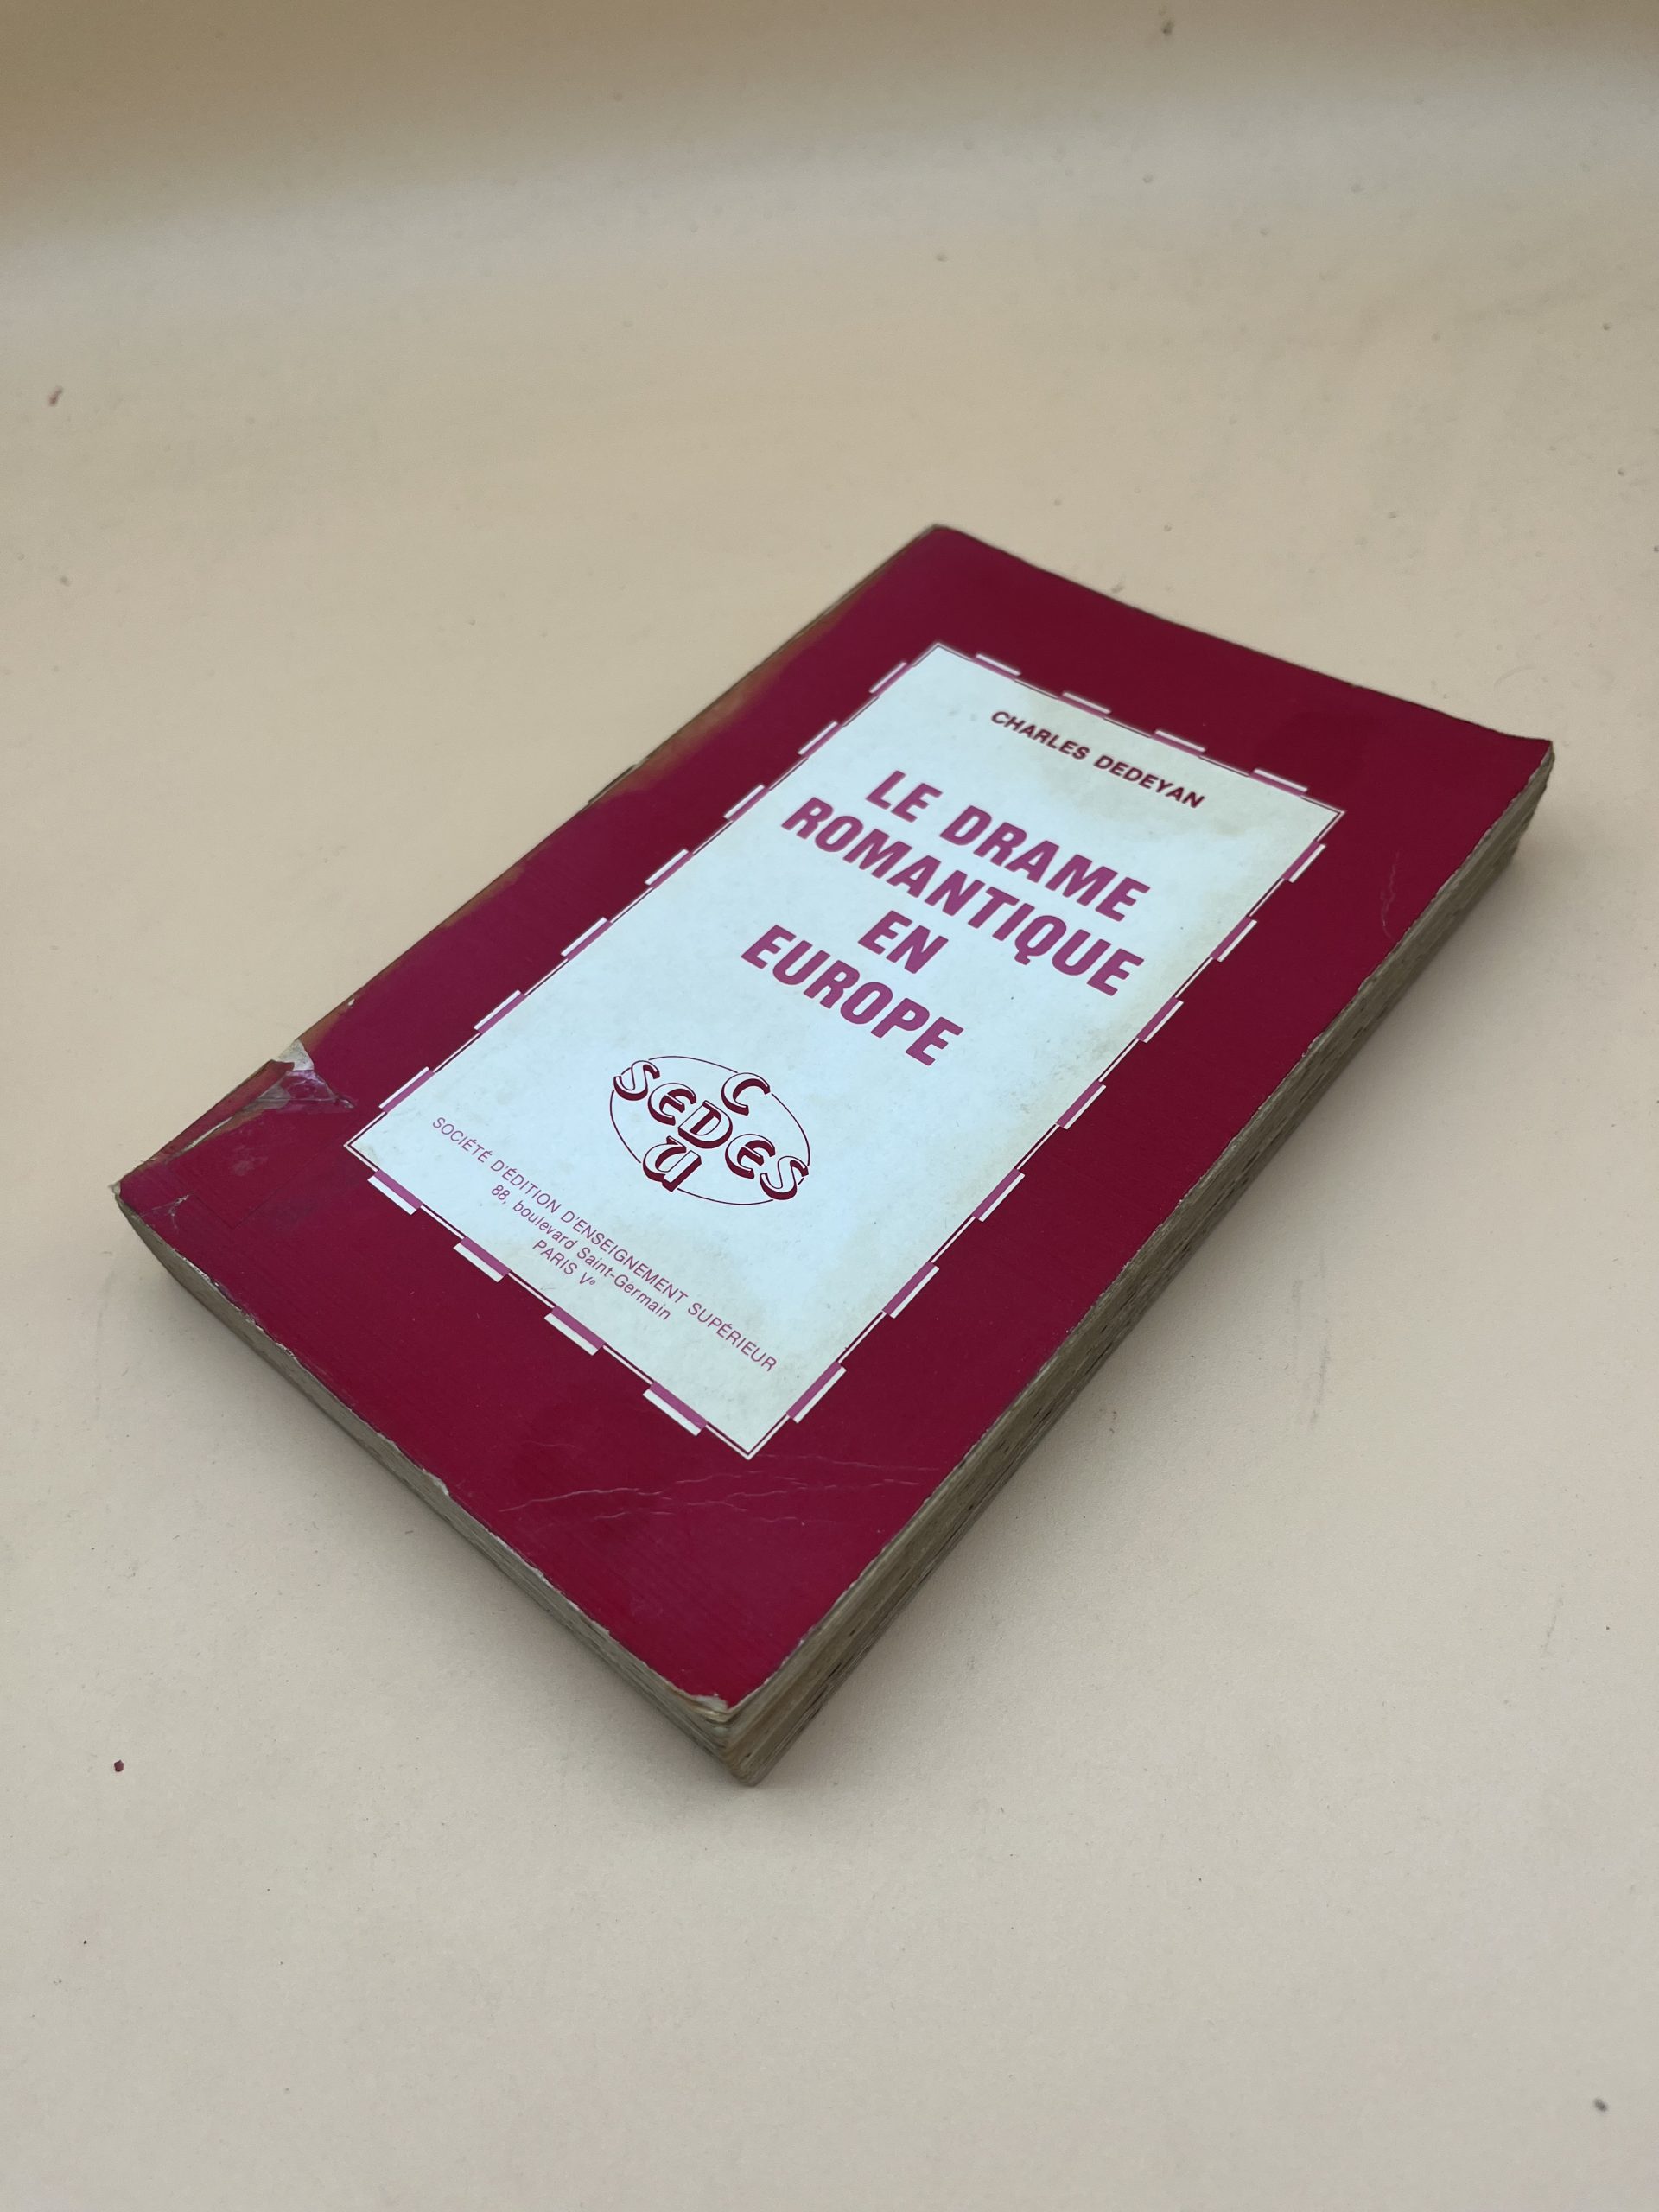 CHARLES DEDEYAN
LE DRAME
ROMANTIQUE
EN
EUROPE
C
SEDES
U
SOCIÉTÉ D'ÉDITION D'ENSEIGNEMENT SUPÉRIEUR
88, boulevard Saint-Germain
PARIS Ve